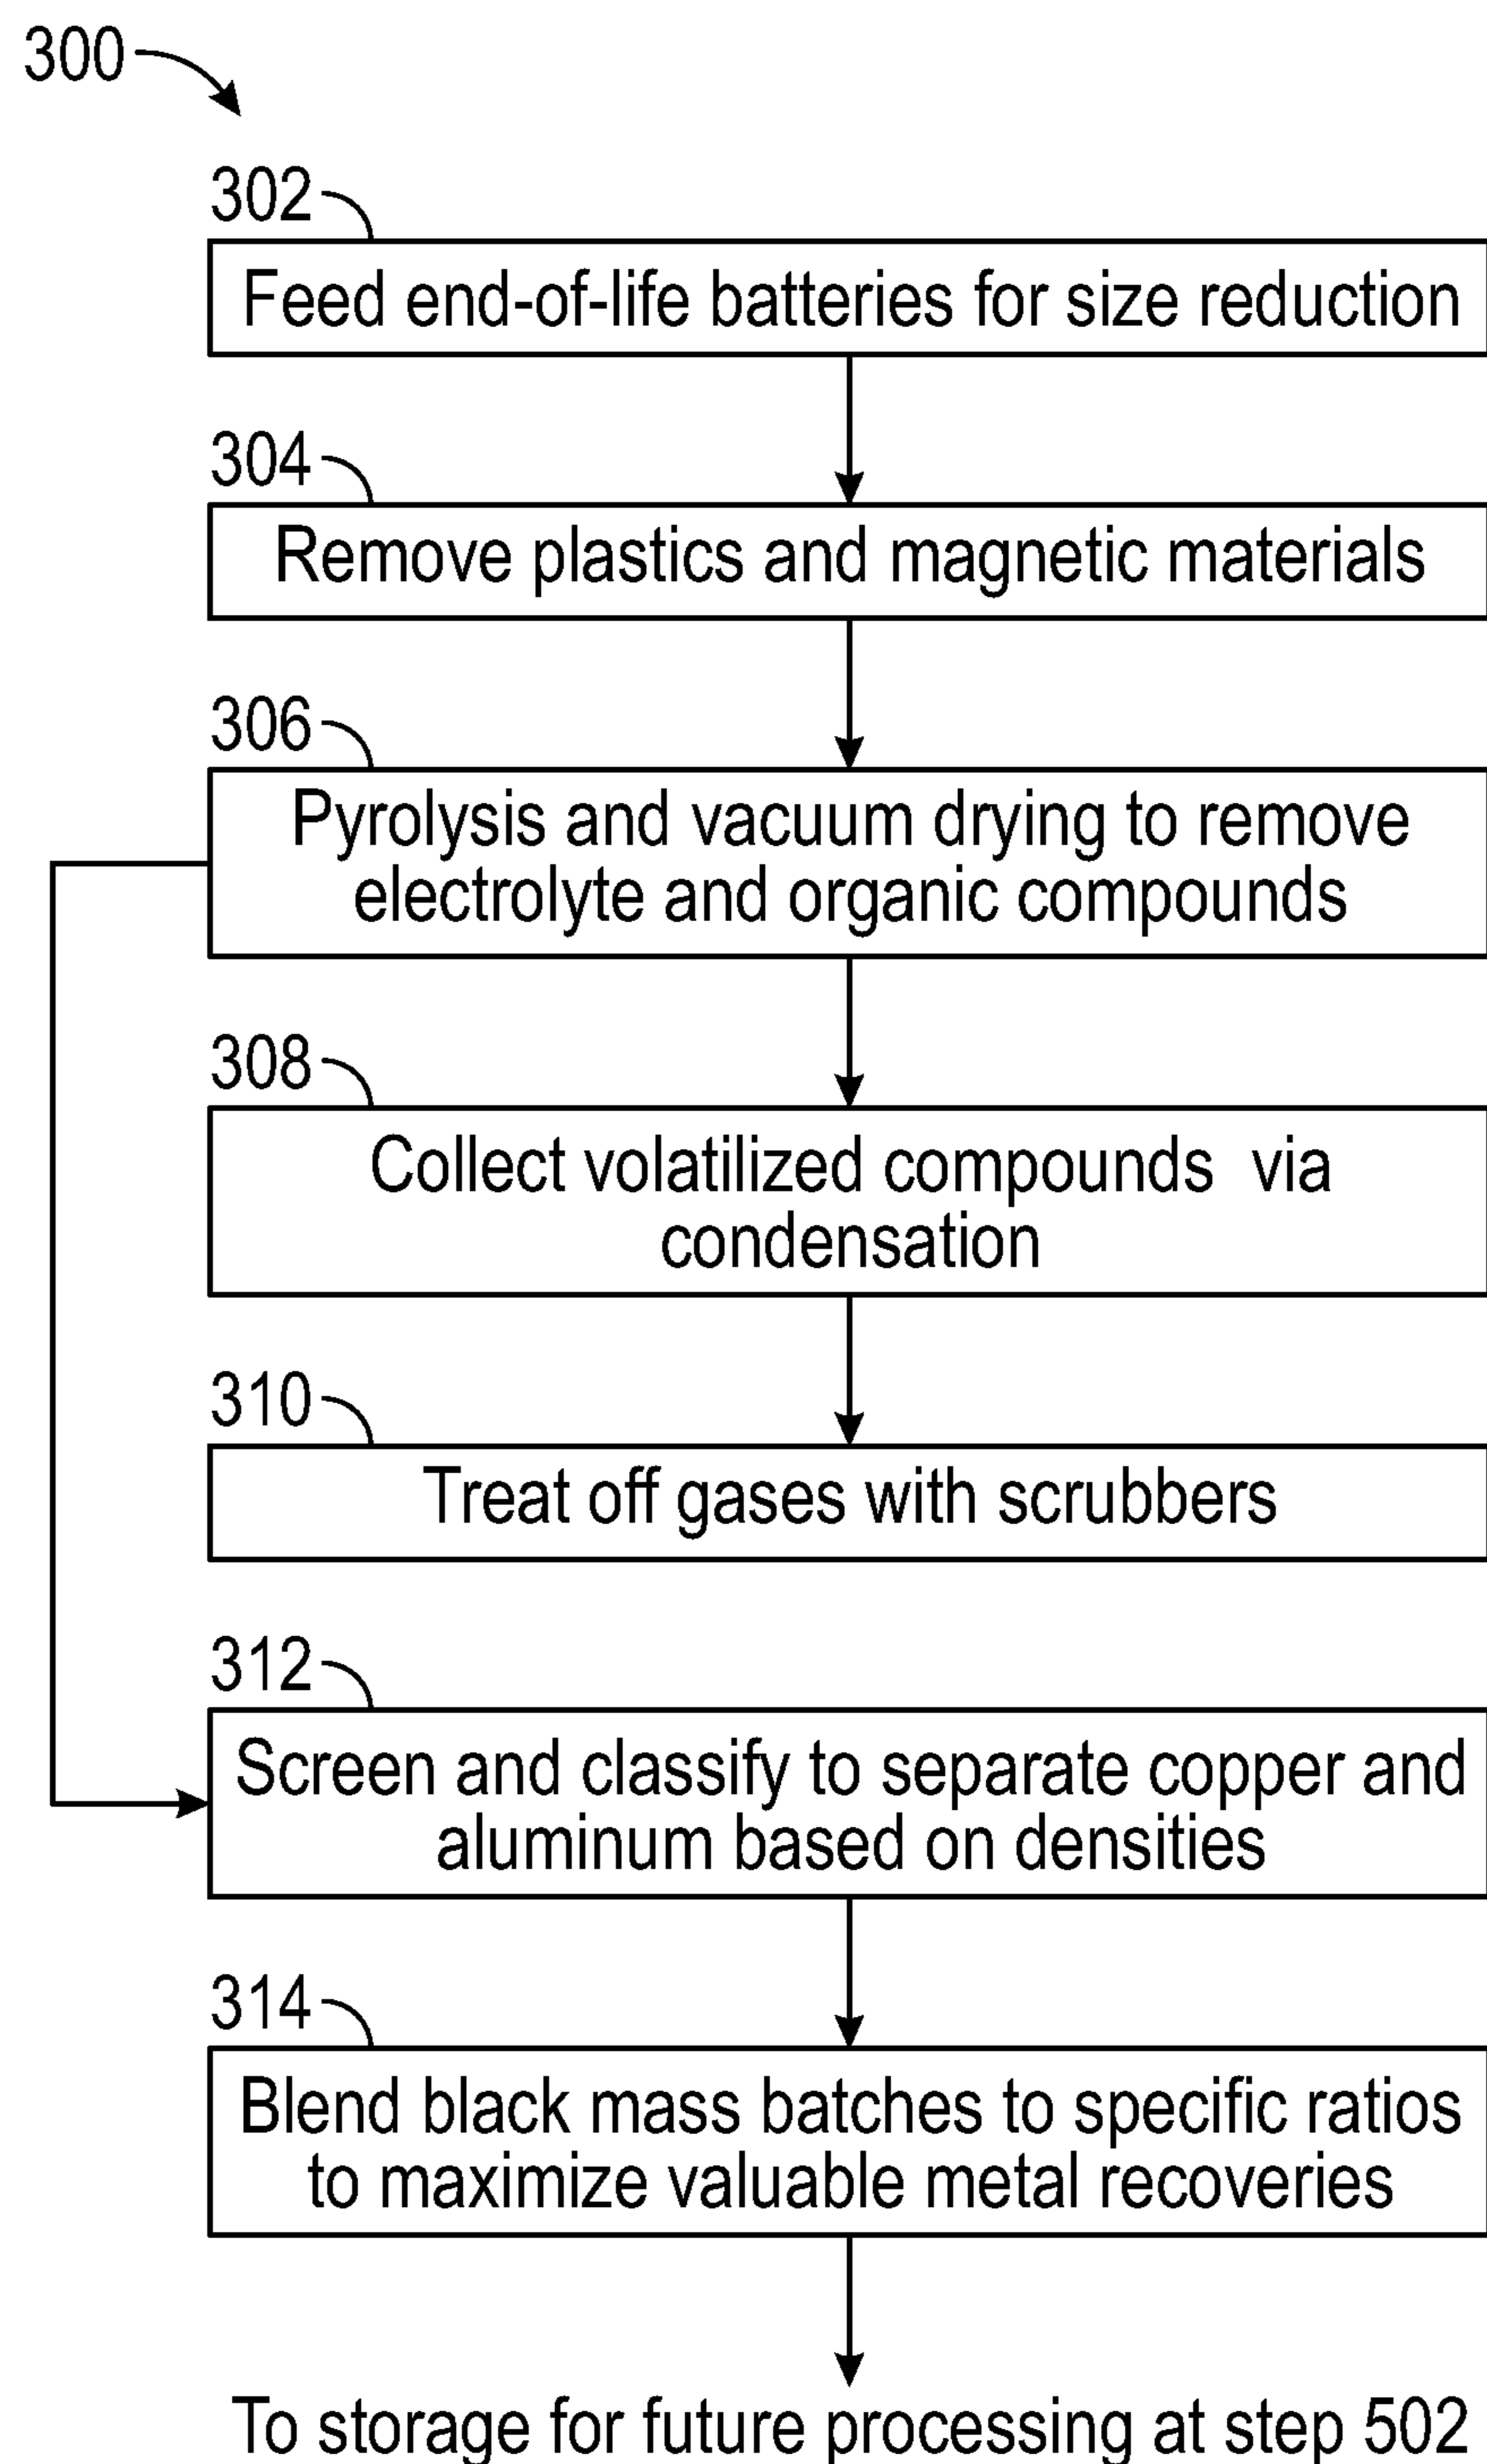 300
302
Feed end-of-life batteries for size reduction
304
Remove plastics and magnetic materials
306
Pyrolysis and vacuum drying to remove
electrolyte and organic compounds
308
Collect volatilized compounds via
condensation
310
Treat off gases with scrubbers
312
Screen and classify to separate copper and
aluminum based on densities
314
Blend black mass batches to specific ratios
to maximize valuable metal recoveries
To storage for future processing at step 502